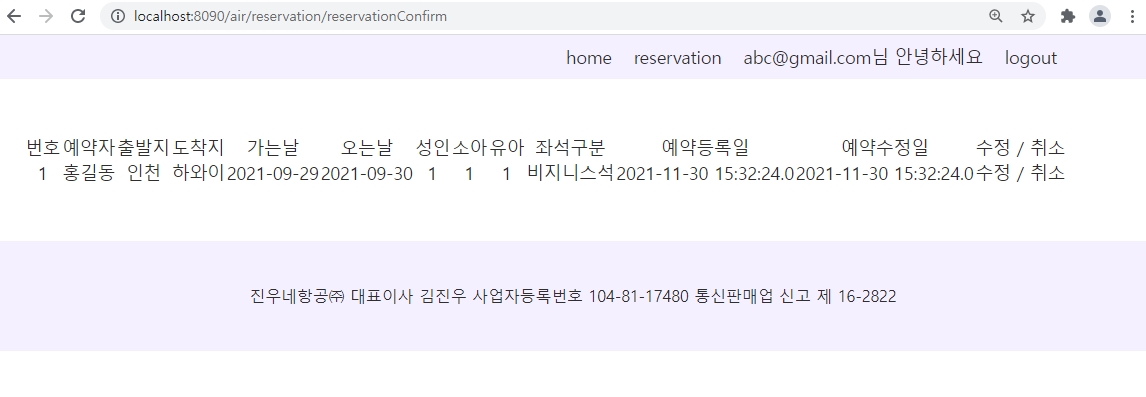 localhost:8090/air/reservation/reservationConfirm
home reservation abc@gmail.com님 안녕하세요 logout
번호 예약자 출발지 도착지 가는날 오는날 성인 소아 유아 좌석구분 예약등록일 예약수정일 수정 / 취소
1 홍길동 인천 하와이 2021-09-29 2021-09-30 1 1 1 비지니스석 2021-11-30 15:32:24.0 2021-11-30 15:32:24.0 수정 / 취소
진우네항공㈜ 대표이사 김진우 사업자등록번호 104-81-17480 통신판매업 신고 제 16-2822